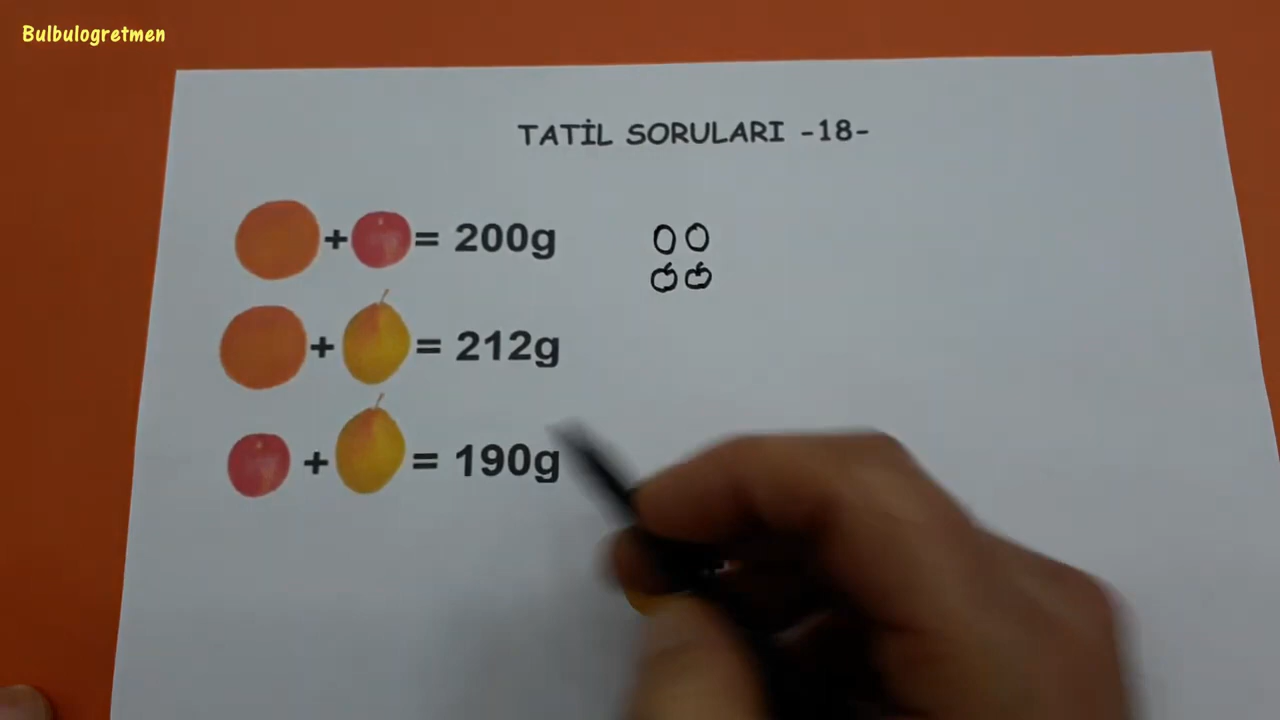 Bulbulogretmen
TATİL SORULARI -18-
+ = 200g
+ = 212g
+ = 190g